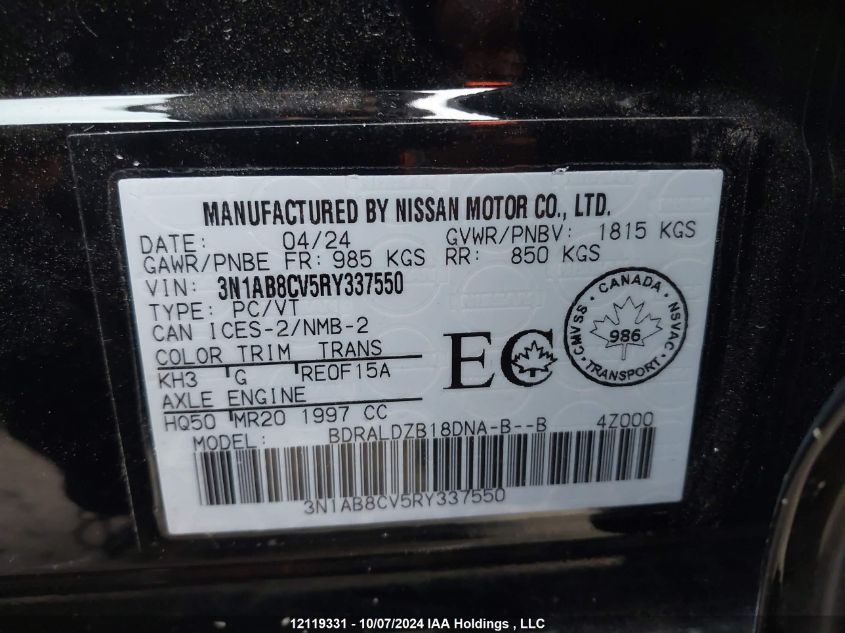 MANUFACTURED BY NISSAN MOTOR CO., LTD.
DATE: 04/24 GVWR/PNBV: 1815 KGS
GAWR/PNBE FR: 985 KGS RR: 850 KGS
VIN: 3N1AB8CV5RY337550
TYPE: PC/VT
CAN ICES-2/NMB-2
COLOR TRIM TRANS
KH3 G RE0F15A
AXLE ENGINE
HQ50 MR20 1997 CC
MODEL: BDRALDZB18DNA-B--B 4Z000
3N1AB8CV5RY337550
EC
CANADA
CMVSS
NSVAC
986
TRANSPORT
12119331 - 10/07/2024 IAA Holdings , LLC